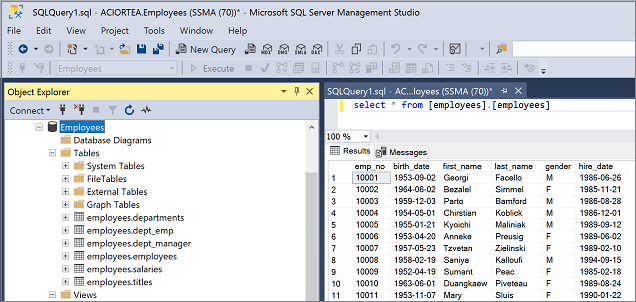 SQLQuery1.sql - ACIORTEA.Employees (SSMA (70))* - Microsoft SQL Server Management Studio
File Edit View Project Tools Window Help
New Query MDX DMX XMLA DAX
Employees Execute
Object Explorer
Connect
Employees
Database Diagrams
Tables
System Tables
FileTables
External Tables
Graph Tables
employees.departments
employees.dept_emp
employees.dept_manager
employees.employees
employees.salaries
employees.titles
Views
SQLQuery1.sql - AC...loyees (SSMA (70))*
select * from [employees].[employees]
100 %
Results Messages
emp_no birth_date first_name last_name gender hire_date
1 10001 1953-09-02 Georgi Facello M 1986-06-26
2 10002 1964-06-02 Bezalel Simmel F 1985-11-21
3 10003 1959-12-03 Parto Bamford M 1986-08-28
4 10004 1954-05-01 Chirstian Koblick M 1986-12-01
5 10005 1955-01-21 Kyoichi Maliniak M 1989-09-12
6 10006 1953-04-20 Anneke Preusig F 1989-06-02
7 10007 1957-05-23 Tzvetan Zielinski F 1989-02-10
8 10008 1958-02-19 Saniya Kalloufi M 1994-09-15
9 10009 1952-04-19 Sumant Peac F 1985-02-18
10 10010 1963-06-01 Duangkaew Piveteau F 1989-08-24
11 10011 1953-11-07 Mary Sluis F 1990-01-22